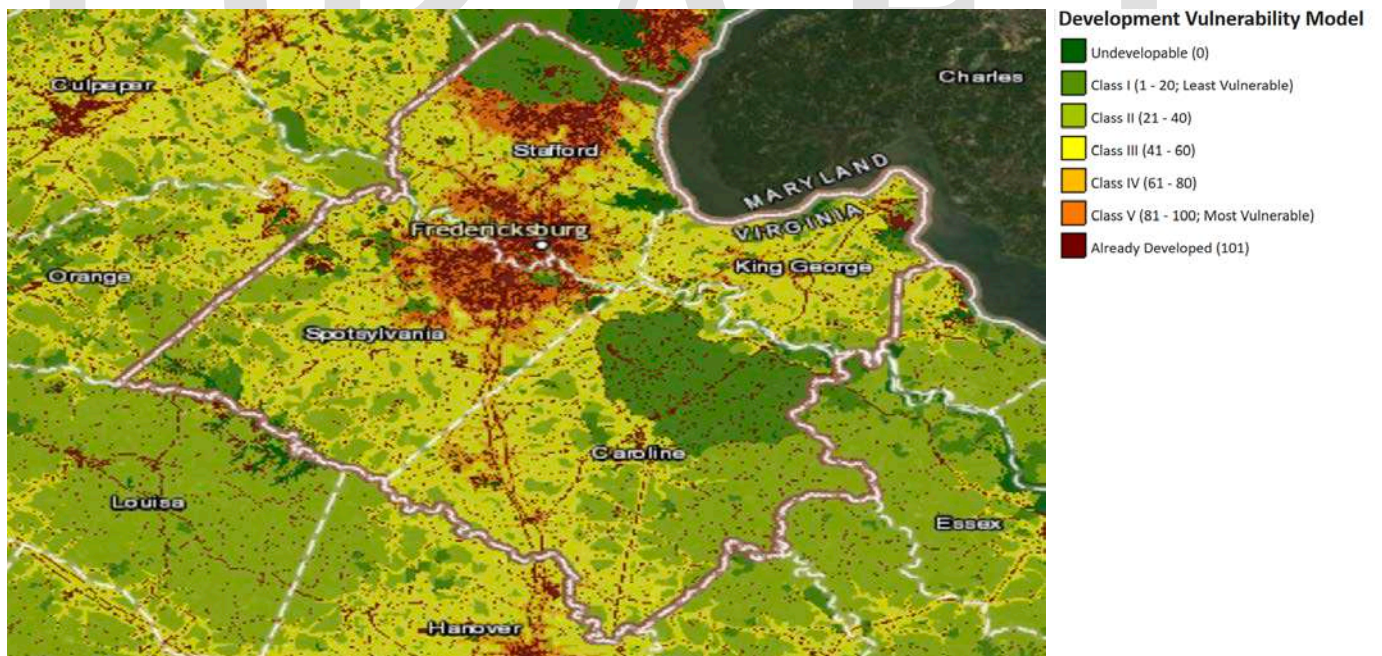 Development Vulnerability Model
Undevelopable (0)
Class I (1 - 20; Least Vulnerable)
Class II (21 - 40)
Class III (41 - 60)
Class IV (61 - 80)
Class V (81 - 100; Most Vulnerable)
Already Developed (101)
Culpeper
Charles
Stafford
MARYLAND
VIRGINIA
Fredericksburg
King George
Orange
Spotsylvania
Caroline
Louisa
Essex
Hanover